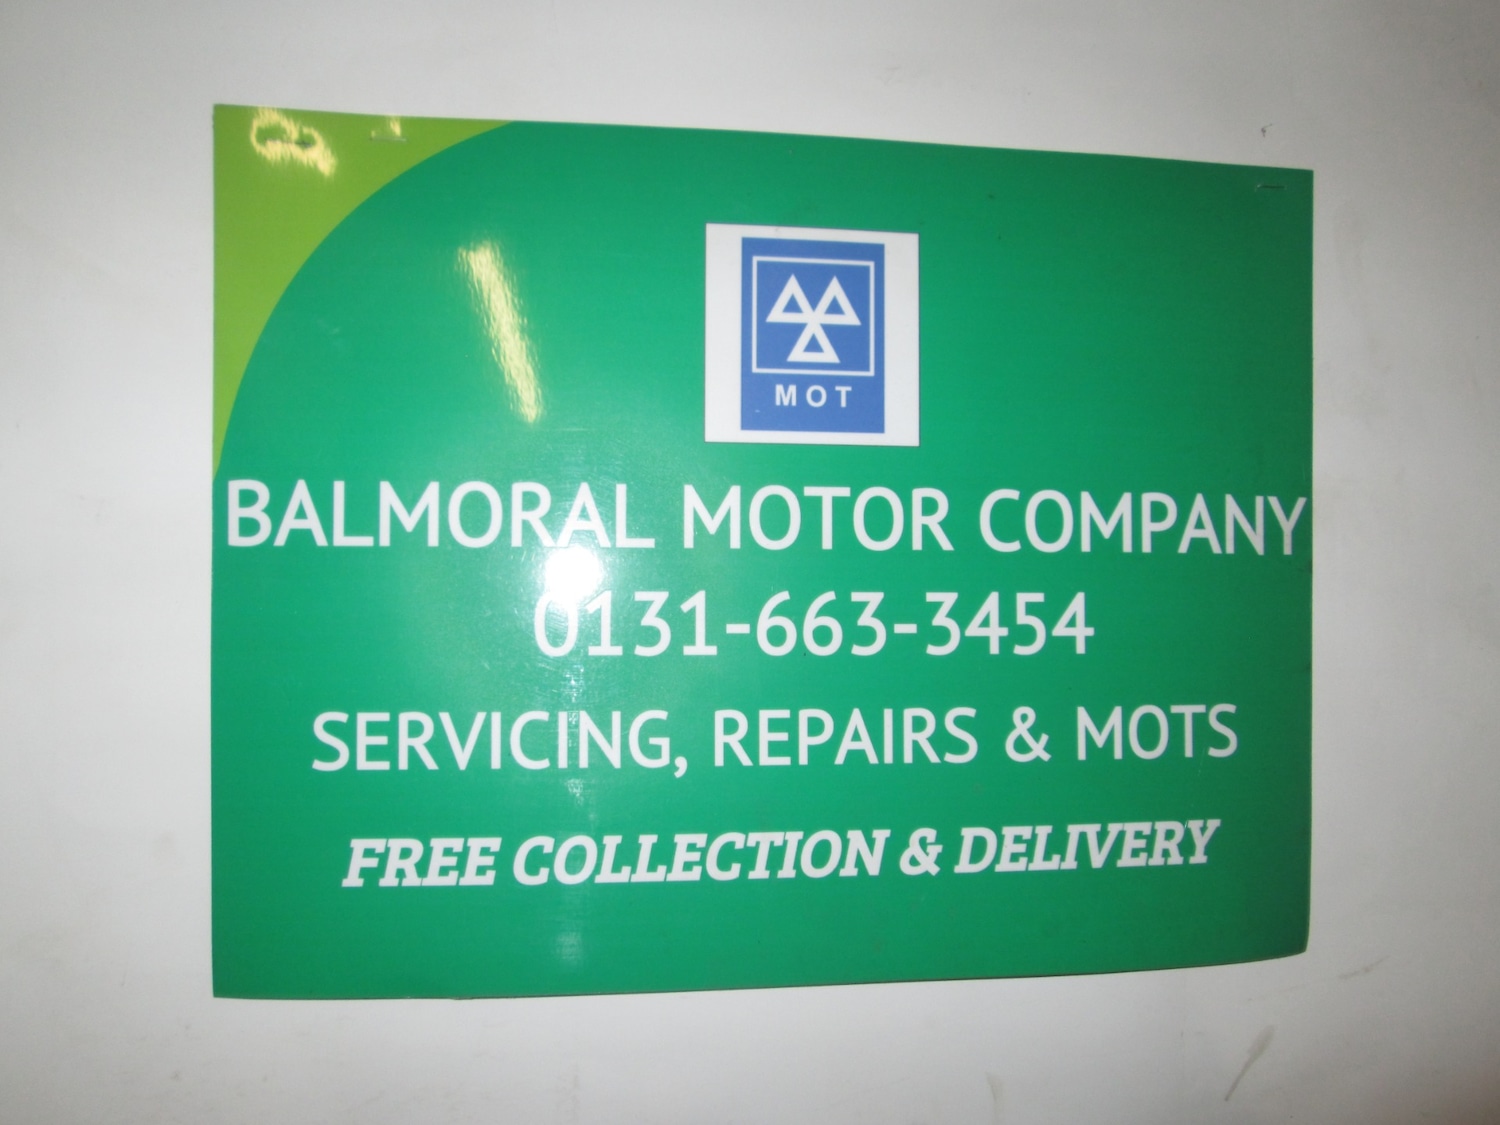 MOT
BALMORAL MOTOR COMPANY
0131-663-3454
SERVICING, REPAIRS & MOTS
FREE COLLECTION & DELIVERY